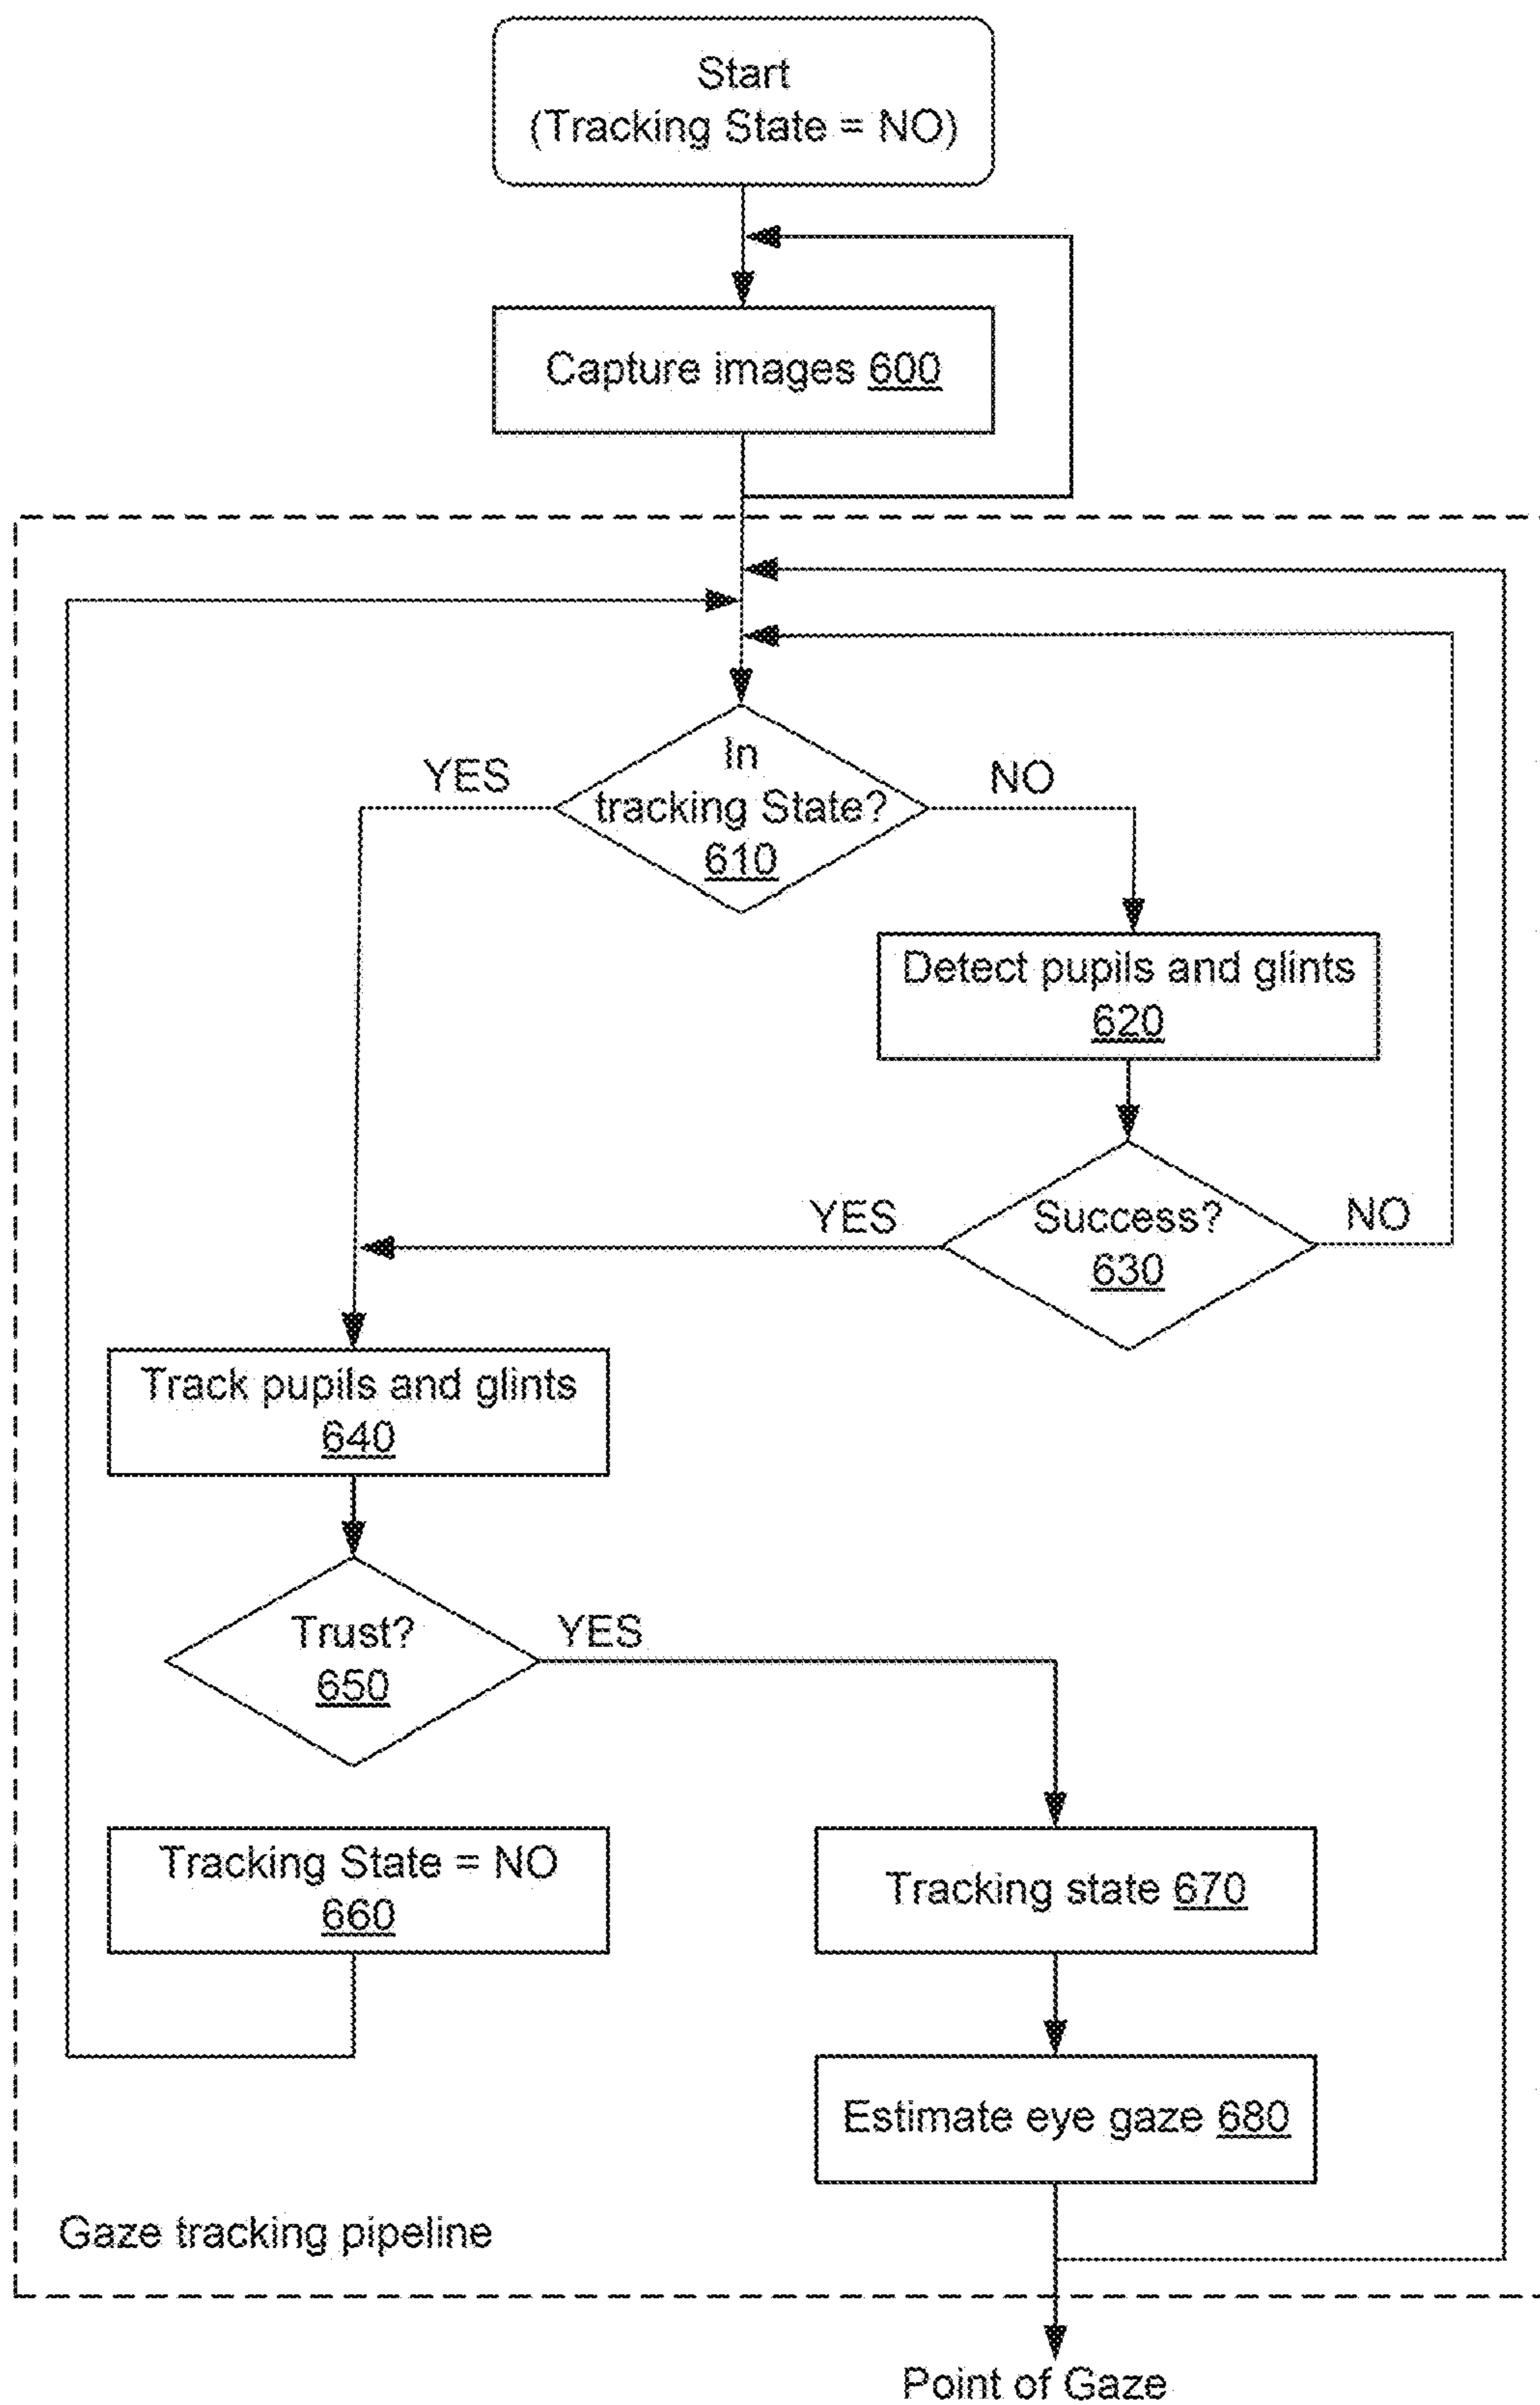 Start
(Tracking State = NO)
Capture images 600
In
tracking State?
610
YES
NO
Detect pupils and glints
620
Success?
630
YES
NO
Track pupils and glints
640
Trust?
650
YES
Tracking State = NO
660
Tracking state 670
Estimate eye gaze 680
Gaze tracking pipeline
Point of Gaze